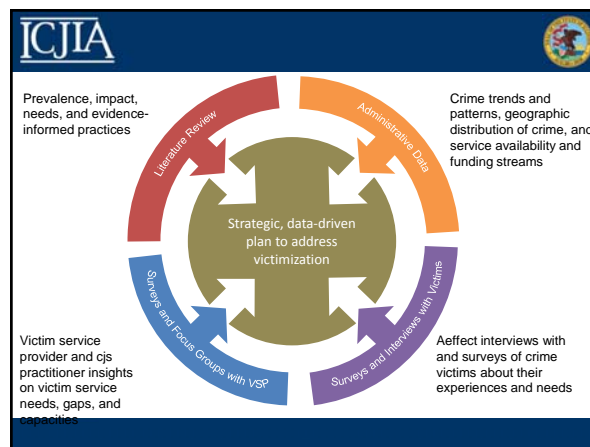 ICJIA
Prevalence, impact,
needs, and evidence-
informed practices
Literature Review
Administrative Data
Crime trends and
patterns, geographic
distribution of crime, and
service availability and
funding streams
Strategic, data-driven
plan to address
victimization
Victim service
provider and cjs
practitioner insights
on victim service
needs, gaps, and
capacities
Surveys and Focus Groups with VSP
Surveys and Interviews with Victims
Aeffect interviews with
and surveys of crime
victims about their
experiences and needs